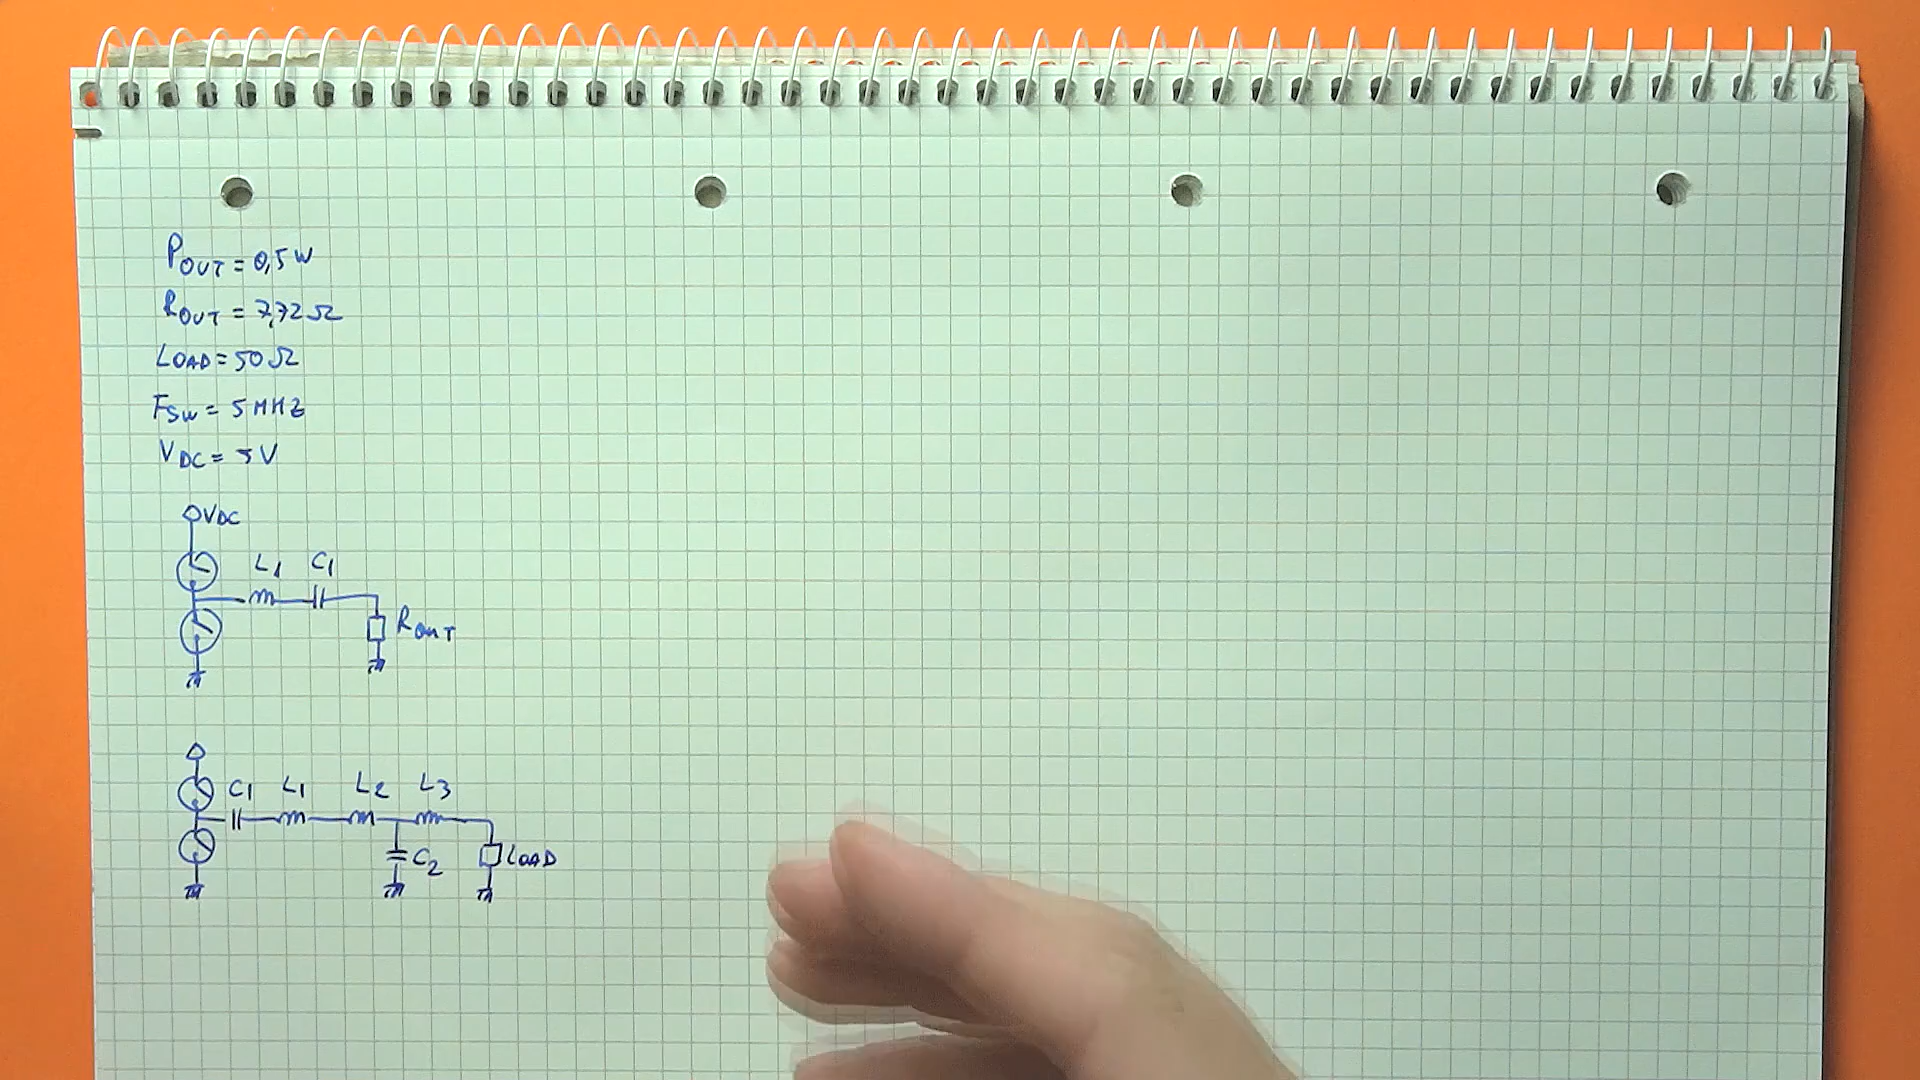 POUT = 0,5W
ROUT = 7,72Ω
LOAD = 50Ω
FSW = 5MHZ
VDC = 5V
VDC
L1 C1
ROUT
C1 L1 L2 L3
C2 LOAD